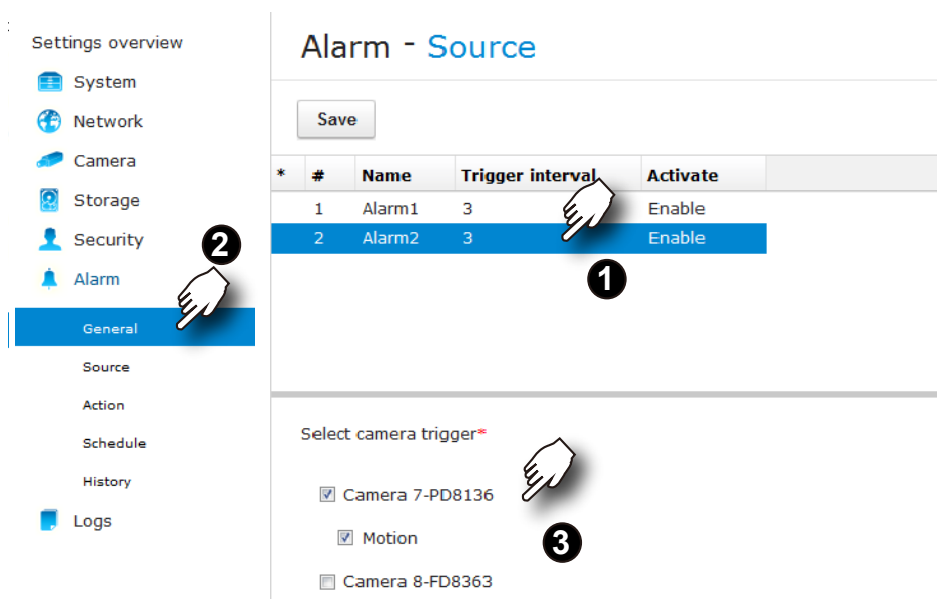 Settings overview
System
Network
Camera
Storage
Security
2
Alarm
General
Source
Action
Schedule
History
Logs
Alarm - Source
Save
* # Name Trigger interval Activate
1 Alarm1 3 Enable
2 Alarm2 3 Enable
1
Select camera trigger*
Camera 7-PD8136
Motion
3
Camera 8-FD8363